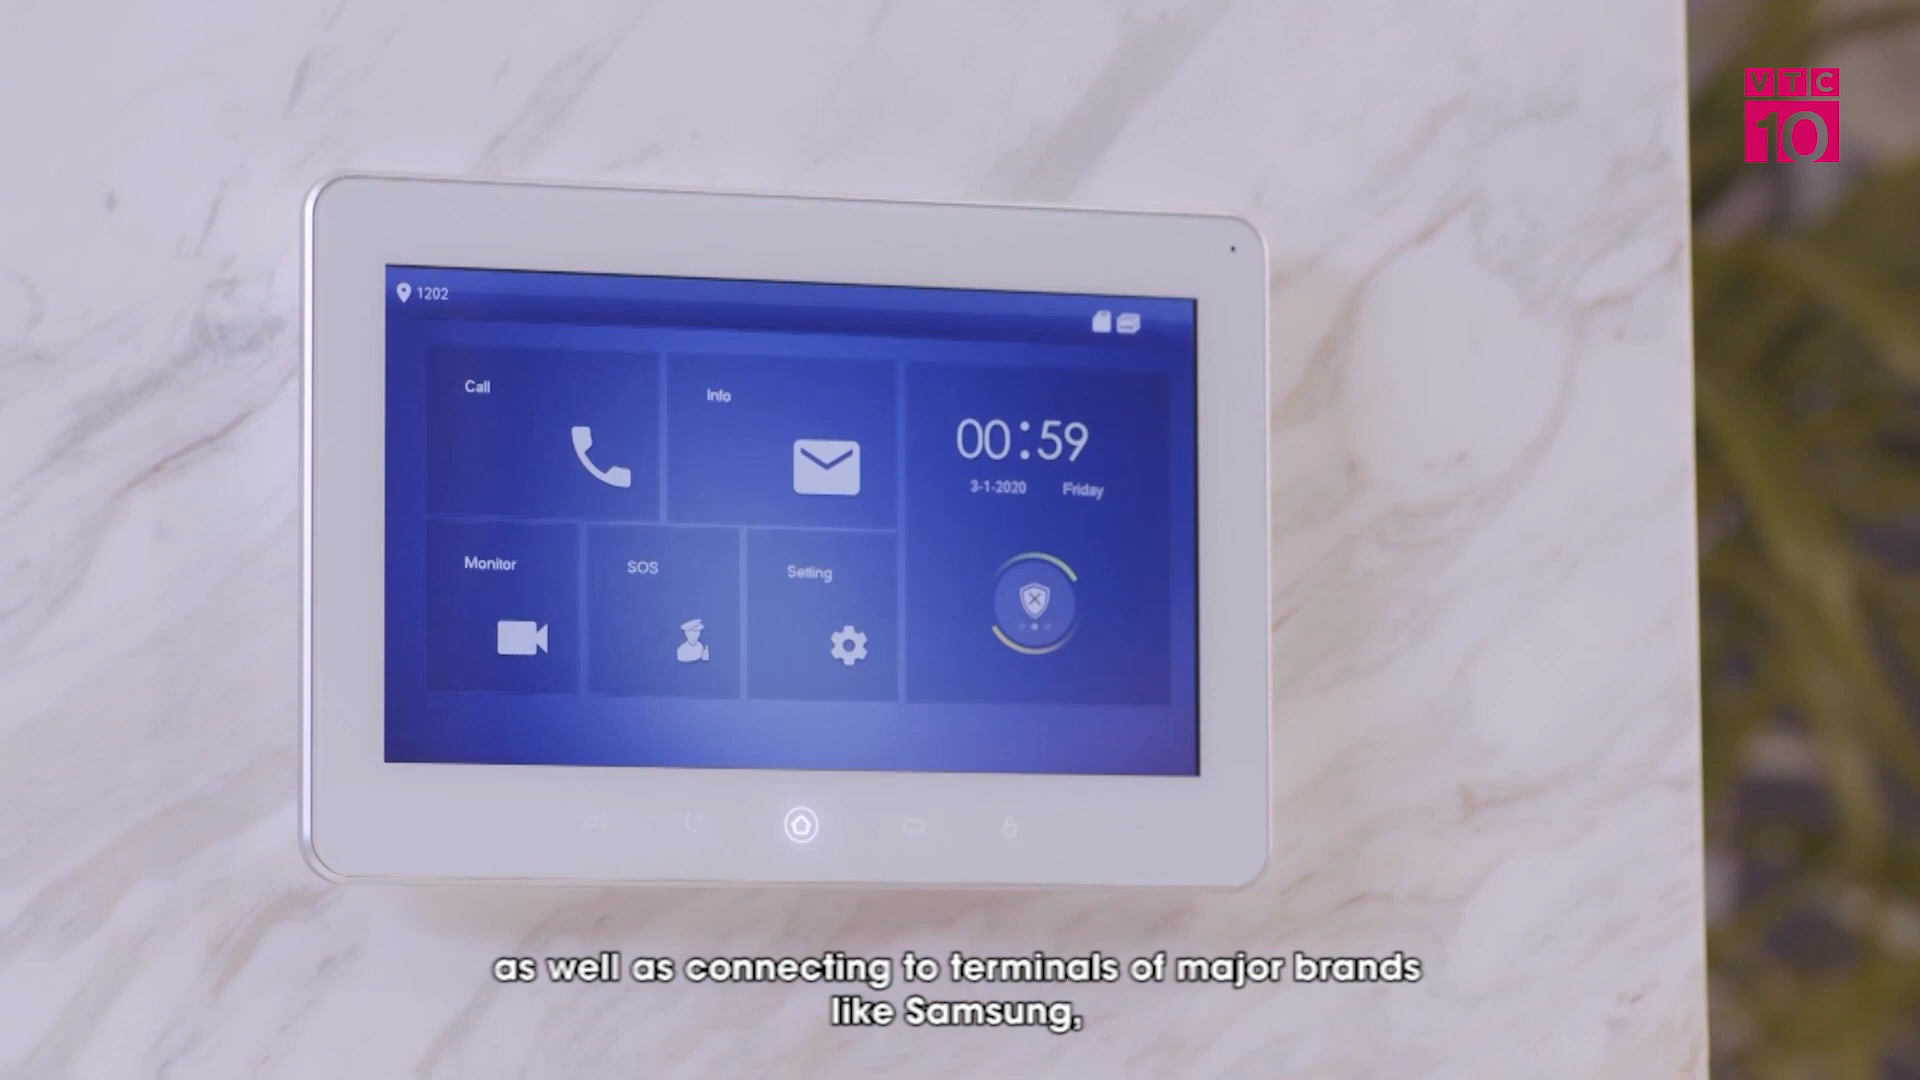 VTC
10
1202
Call
Info
00:59
3-1-2020 Friday
Monitor
SOS
Setting
SOS
as well as connecting to terminals of major brands
like Samsung,